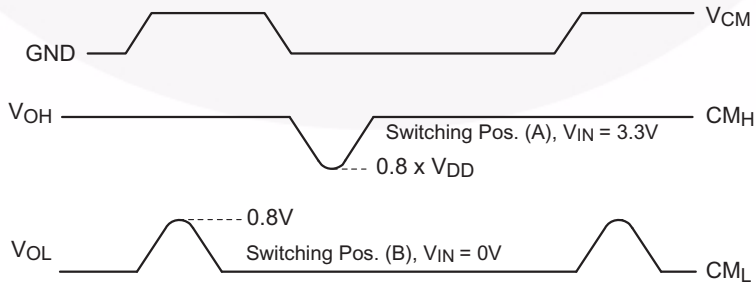 VCM
GND
VOH
CMH
Switching Pos. (A), VIN = 3.3V
0.8 x VDD
0.8V
VOL
Switching Pos. (B), VIN = 0V
CML